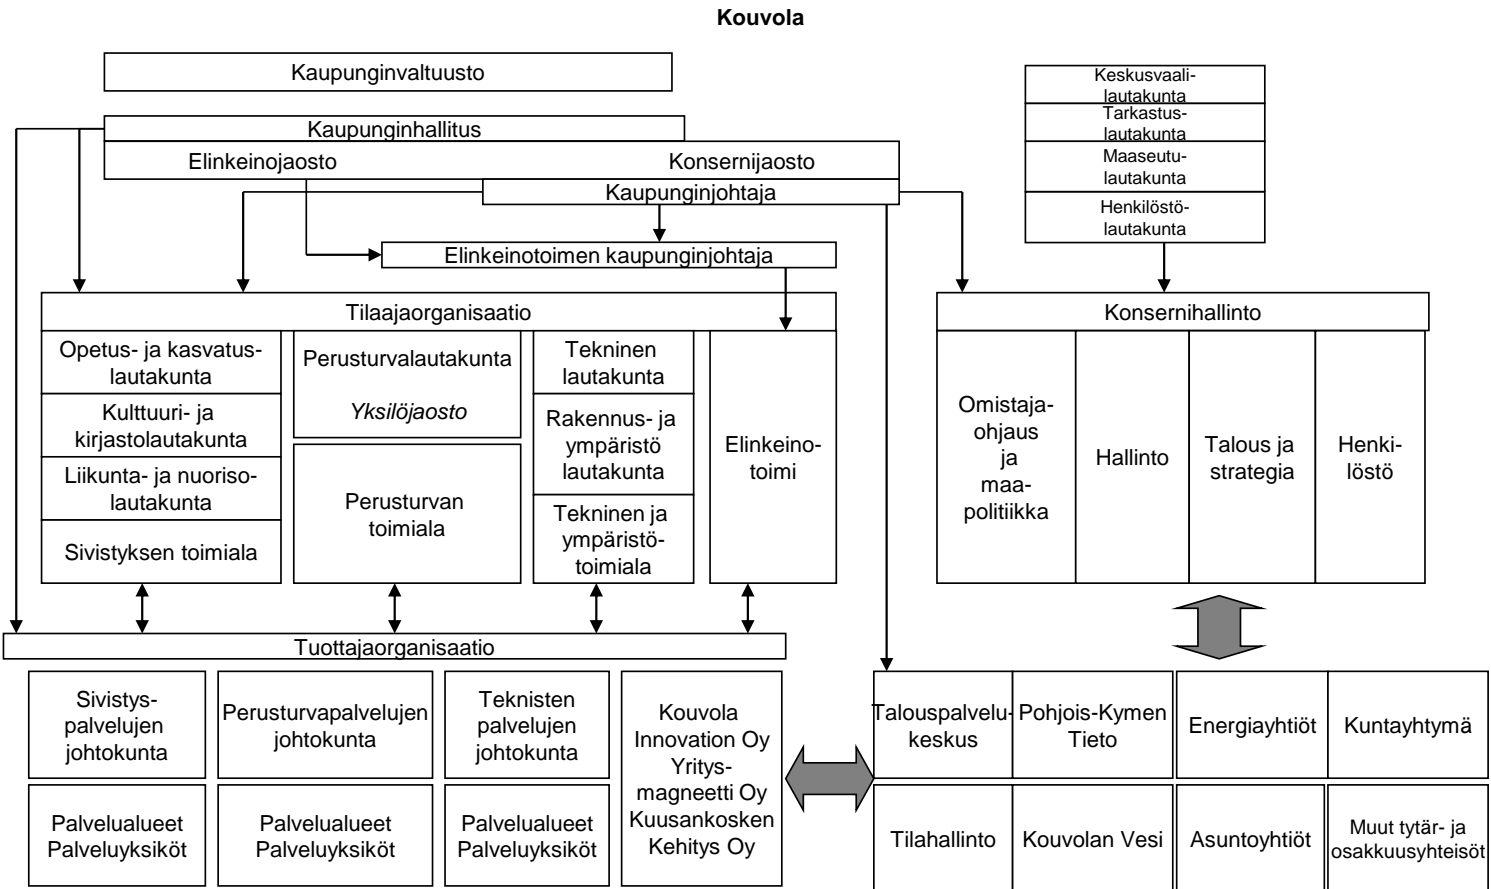 Kouvola
Kaupunginvaltuusto
Keskusvaali-
lautakunta
Tarkastus-
lautakunta
Maaseutu-
lautakunta
Henkilöstö-
lautakunta
Kaupunginhallitus
Elinkeinojaosto
Konsernijaosto
Kaupunginjohtaja
Elinkeinotoimen kaupunginjohtaja
Tilaajaorganisaatio
Opetus- ja kasvatus-
lautakunta
Kulttuuri- ja
kirjastolautakunta
Liikunta- ja nuoriso-
lautakunta
Sivistyksen toimiala
Perusturvalautakunta
Yksilöjaosto
Perusturvan
toimiala
Tekninen
lautakunta
Rakennus- ja
ympäristö
lautakunta
Tekninen ja
ympäristö-
toimiala
Elinkeino-
toimi
Konsernihallinto
Omistaja-
ohjaus
ja
maa-
politiikka
Hallinto
Talous ja
strategia
Henki-
löstö
Tuottajaorganisaatio
Sivistys-
palvelujen
johtokunta
Perusturvapalvelujen
johtokunta
Teknisten
palvelujen
johtokunta
Kouvola
Innovation Oy
Yritys-
magneetti Oy
Kuusankosken
Kehitys Oy
Palvelualueet
Palveluyksiköt
Palvelualueet
Palveluyksiköt
Palvelualueet
Palveluyksiköt
Talouspalvelu-
keskus
Pohjois-Kymen
Tieto
Energiayhtiöt
Kuntayhtymä
Tilahallinto
Kouvolan Vesi
Asuntoyhtiöt
Muut tytär- ja
osakkuusyhteisöt